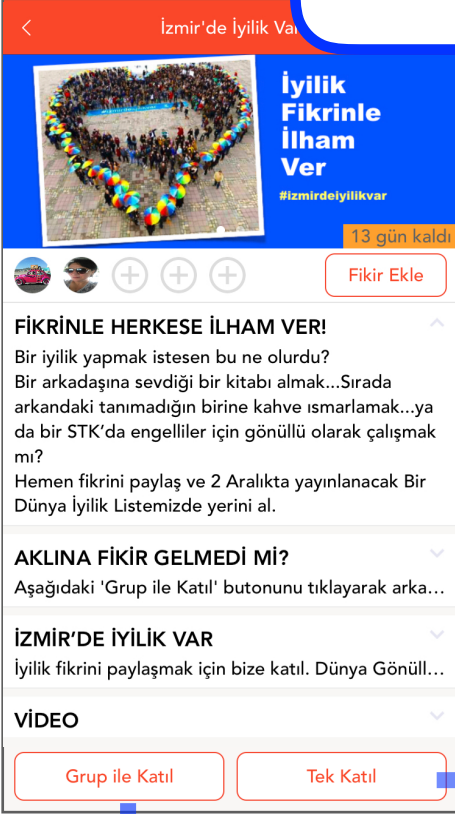 İzmir'de İyilik Va
İyilik
Fikrinle
İlham
Ver
#izmirdeiyilikvar
13 gün kaldı
Fikir Ekle
FİKRİNLE HERKESE İLHAM VER!
Bir iyilik yapmak istesen bu ne olurdu?
Bir arkadaşına sevdiği bir kitabı almak...Sırada
arkandaki tanımadığın birine kahve ısmarlamak...ya
da bir STK’da engelliler için gönüllü olarak çalışmak
mı?
Hemen fikrini paylaş ve 2 Aralıkta yayınlanacak Bir
Dünya İyilik Listemizde yerini al.
AKLINA FİKİR GELMEDİ Mİ?
Aşağıdaki 'Grup ile Katıl' butonunu tıklayarak arka...
İZMİR’DE İYİLİK VAR
İyilik fikrini paylaşmak için bize katıl. Dünya Gönüll...
VİDEO
Grup ile Katıl
Tek Katıl